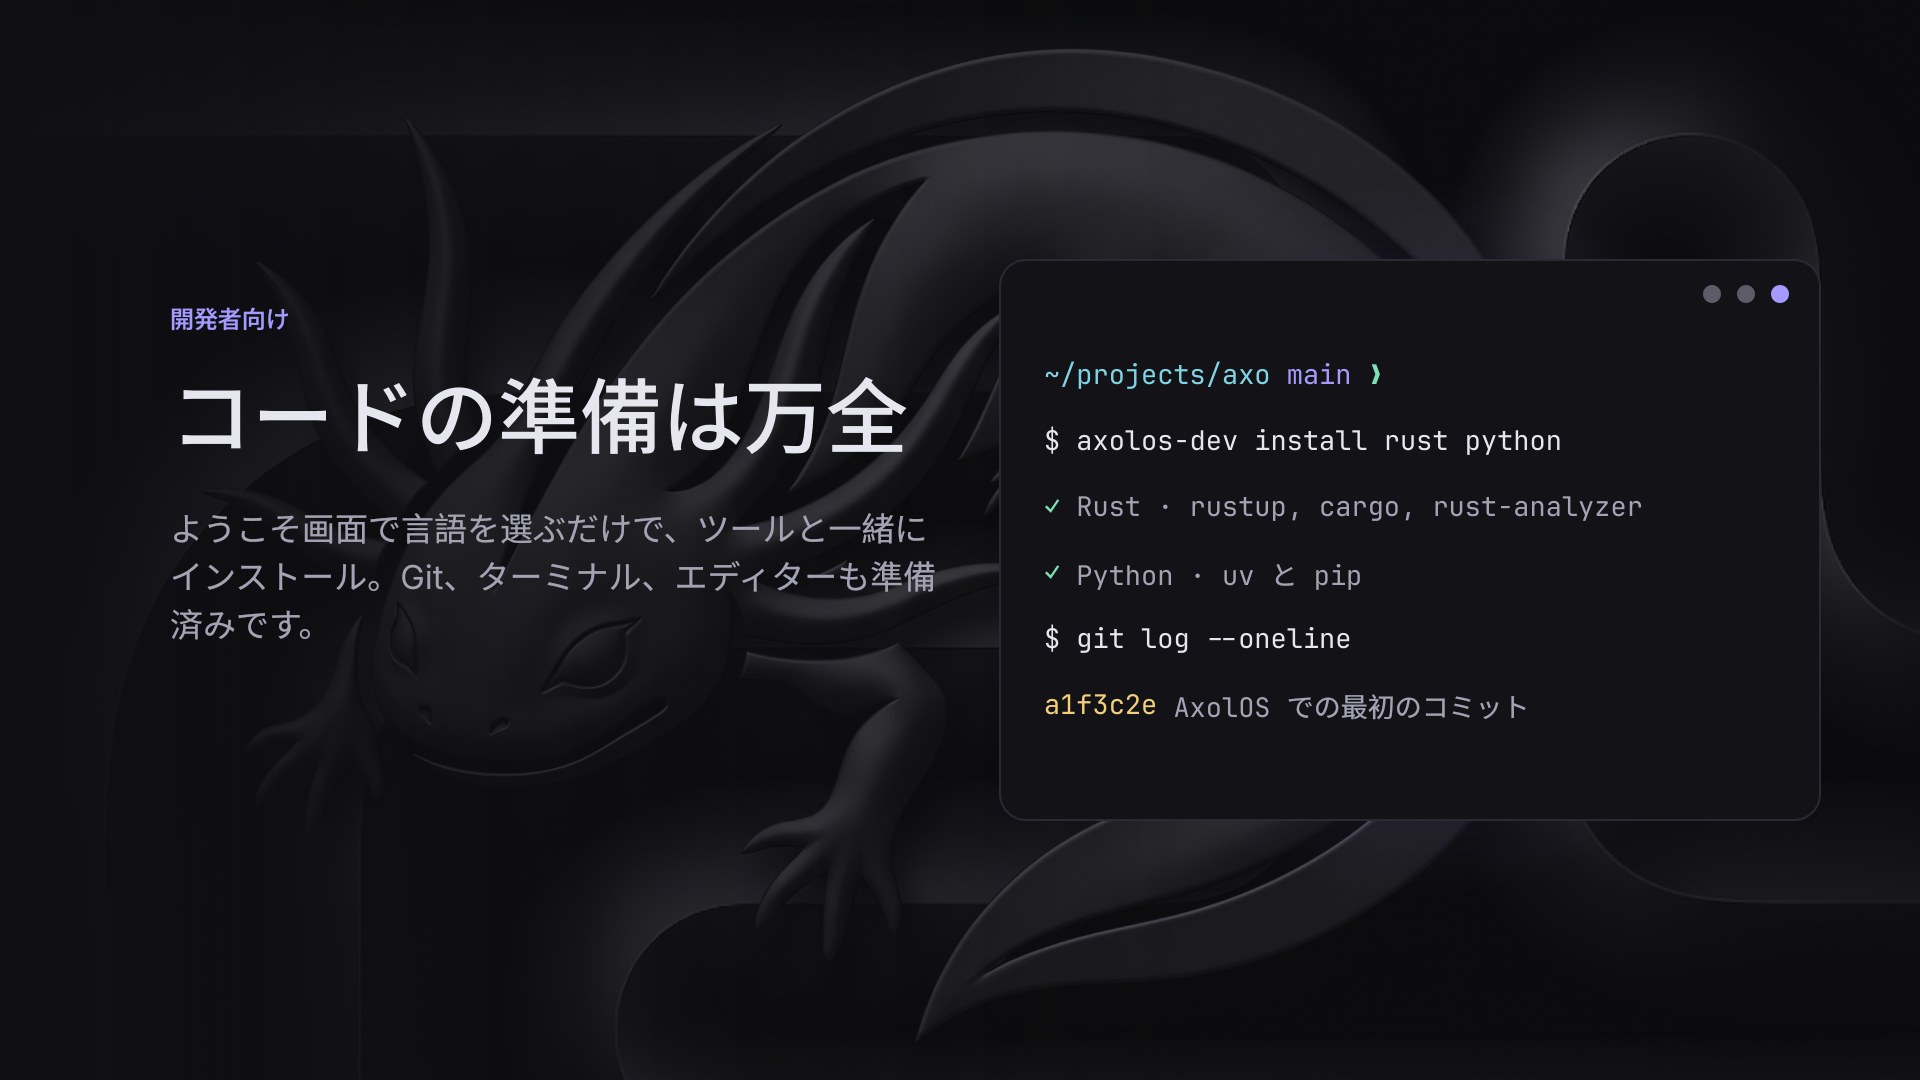 開発者向け
コードの準備は万全
ようこそ画面で言語を選ぶだけで、ツールと一緒に
インストール。Git、ターミナル、エディターも準備
済みです。
~/projects/axo main ❯
$ axolos-dev install rust python
✓ Rust · rustup, cargo, rust-analyzer
✓ Python · uv と pip
$ git log --oneline
a1f3c2e AxolOS での最初のコミット